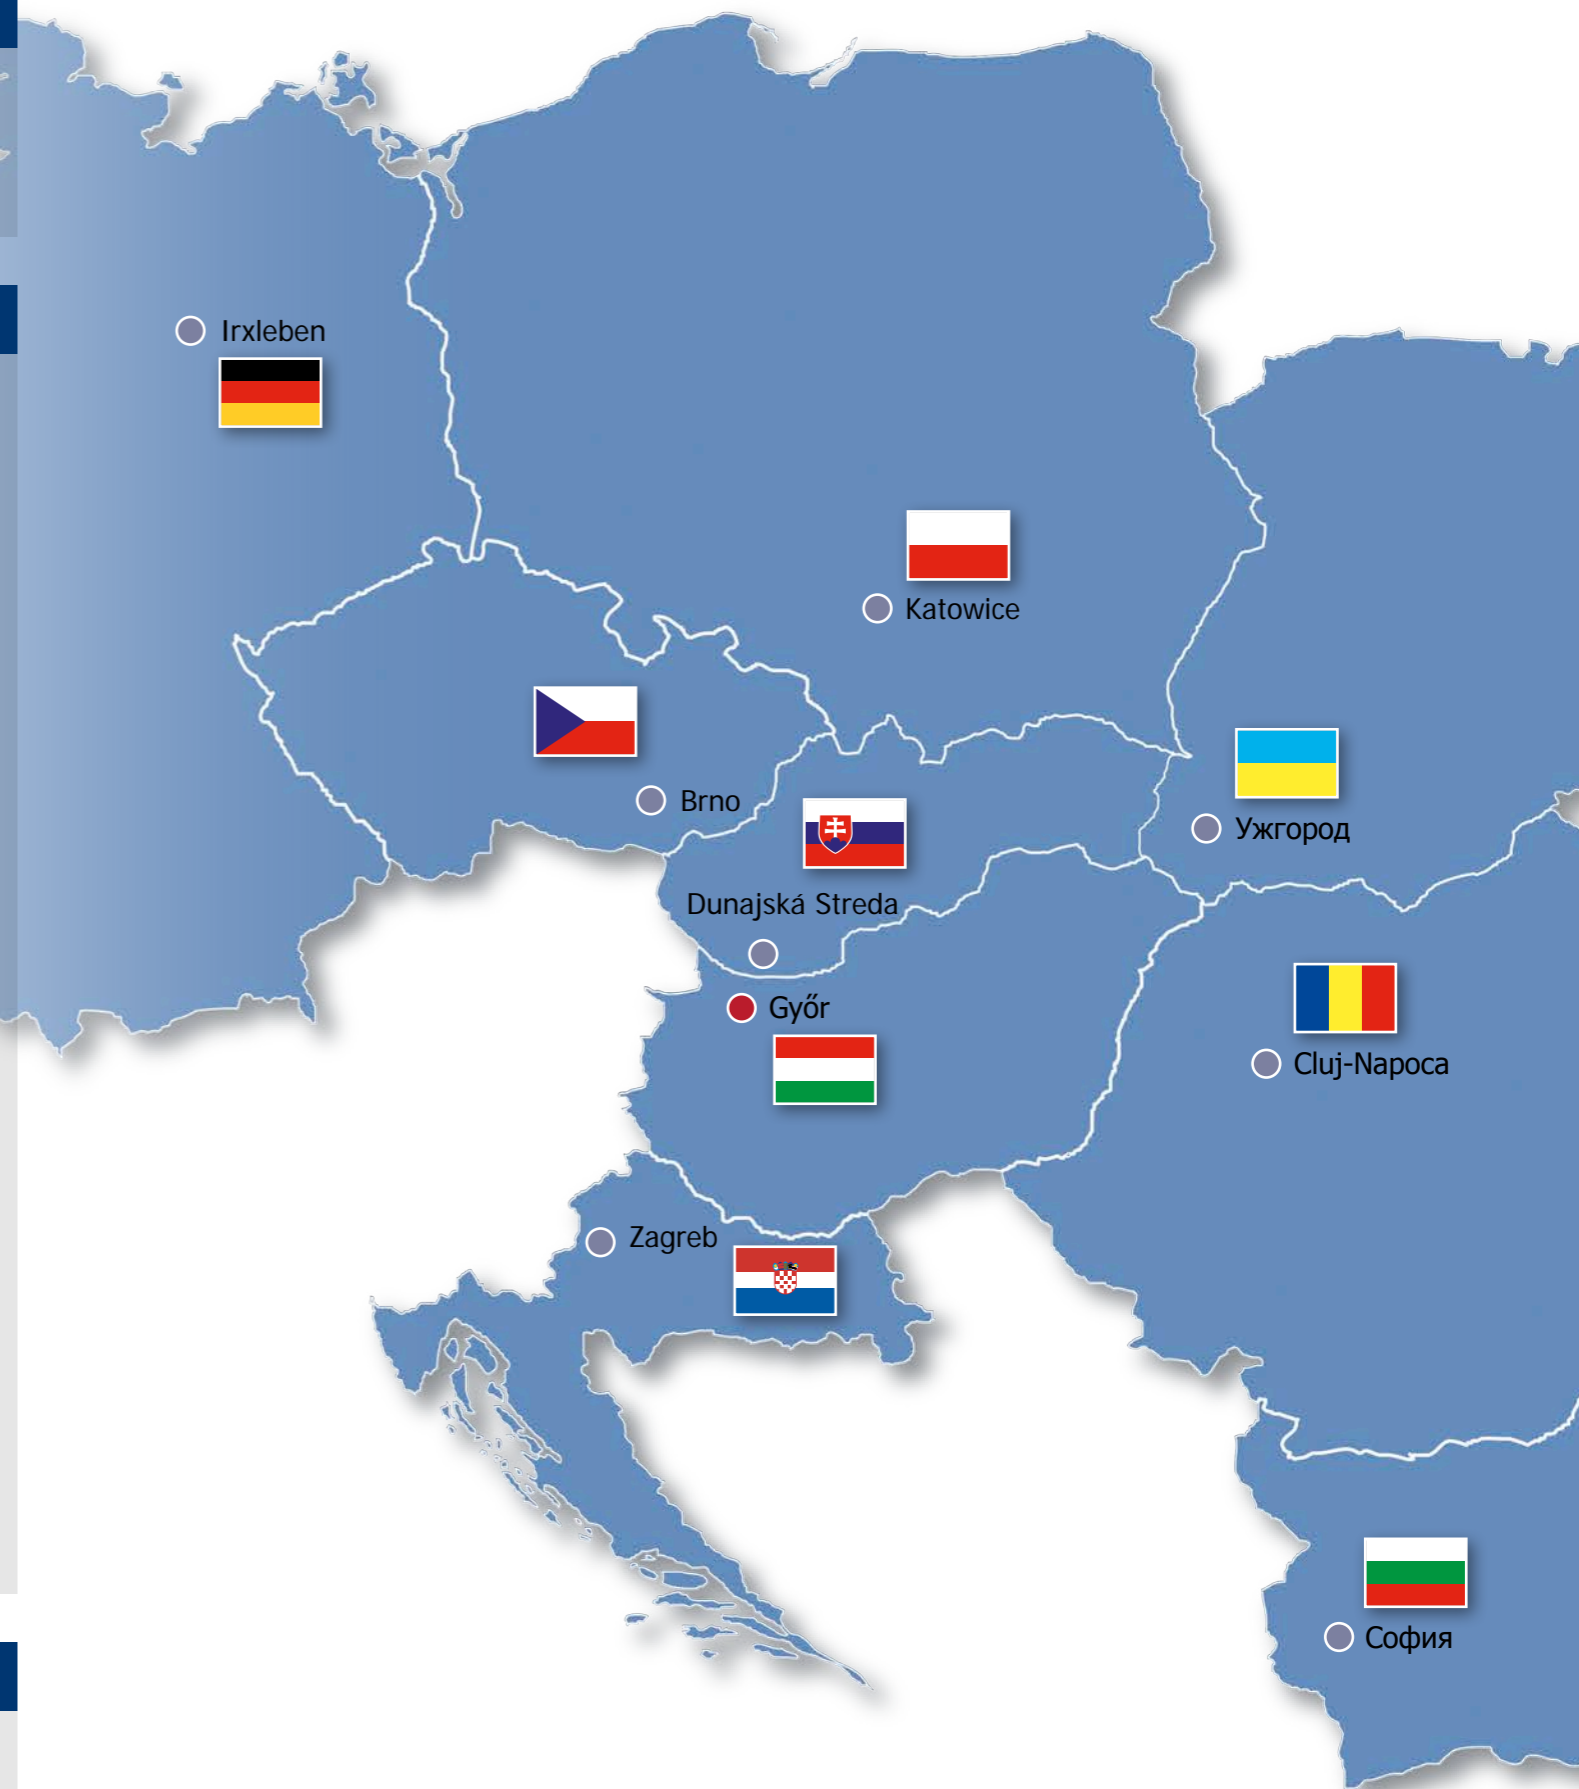 Irxleben
Katowice
Brno
Ужгород
Dunajská Streda
Győr
Cluj-Napoca
Zagreb
София